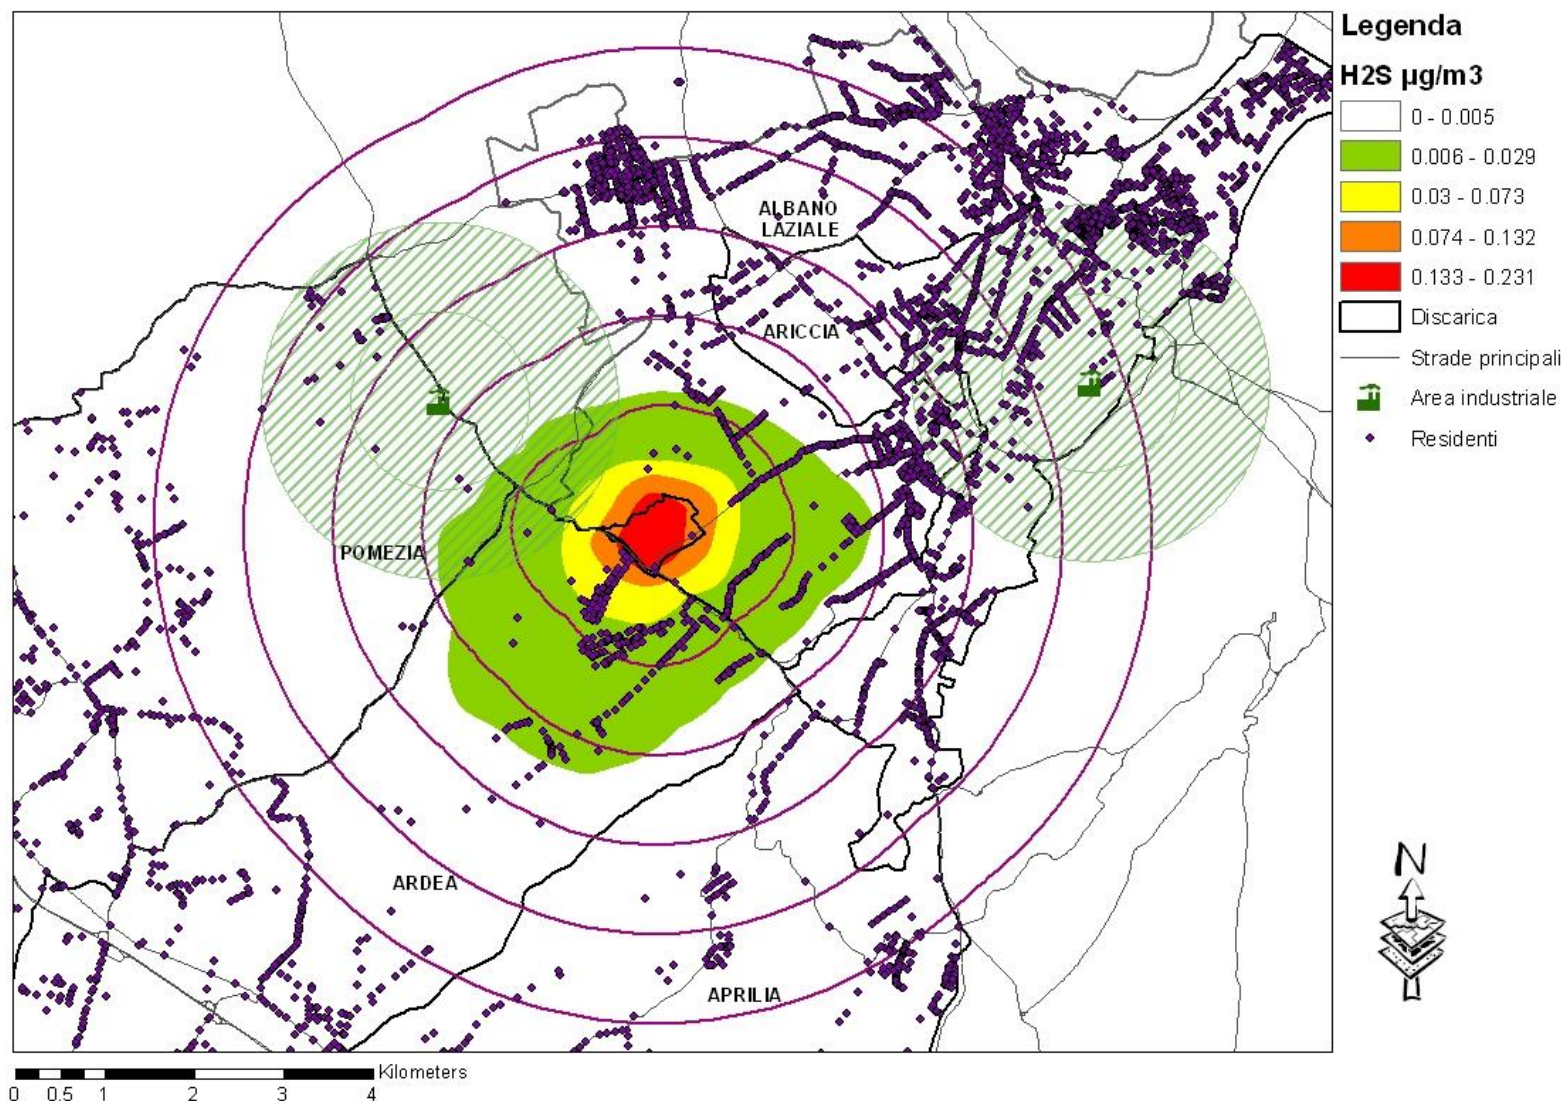 Legenda
H2S µg/m3
0 - 0.005
0.006 - 0.029
0.03 - 0.073
0.074 - 0.132
0.133 - 0.231
Discarica
Strade principali
Area industriale
Residenti
ALBANO
LAZIALE
ARICCIA
POMEZIA
ARDEA
APRILIA
N
Kilometers
0 0.5 1 2 3 4